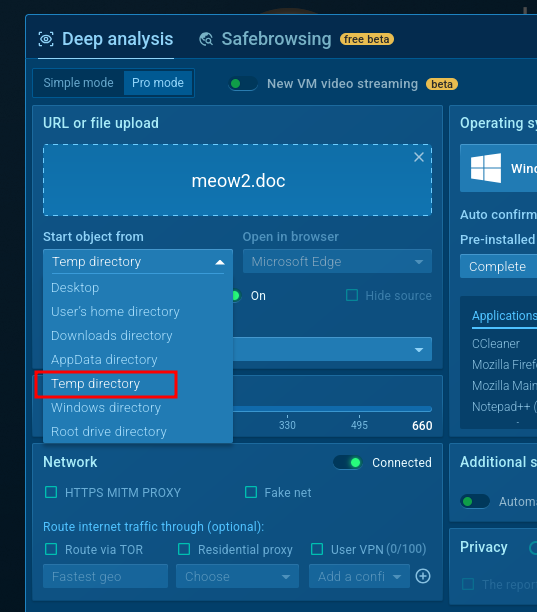 Deep analysis Safebrowsing free beta
Simple mode Pro mode New VM video streaming beta
URL or file upload
meow2.doc
Start object from Open in browser
Temp directory Microsoft Edge
Desktop
On Hide source
User's home directory
Downloads directory
AppData directory
Temp directory
Windows directory
Root drive directory
330 495 660
Network Connected
HTTPS MITM PROXY Fake net
Route internet traffic through (optional):
Route via TOR Residential proxy User VPN (0/100)
Fastest geo Choose Add a confi
Operating sy
Auto confirm
Pre-installed
Complete
Applications
CCleaner
Mozilla Firef
Mozilla Main
Notepad++ (
Additional s
Automa
Privacy
The repor